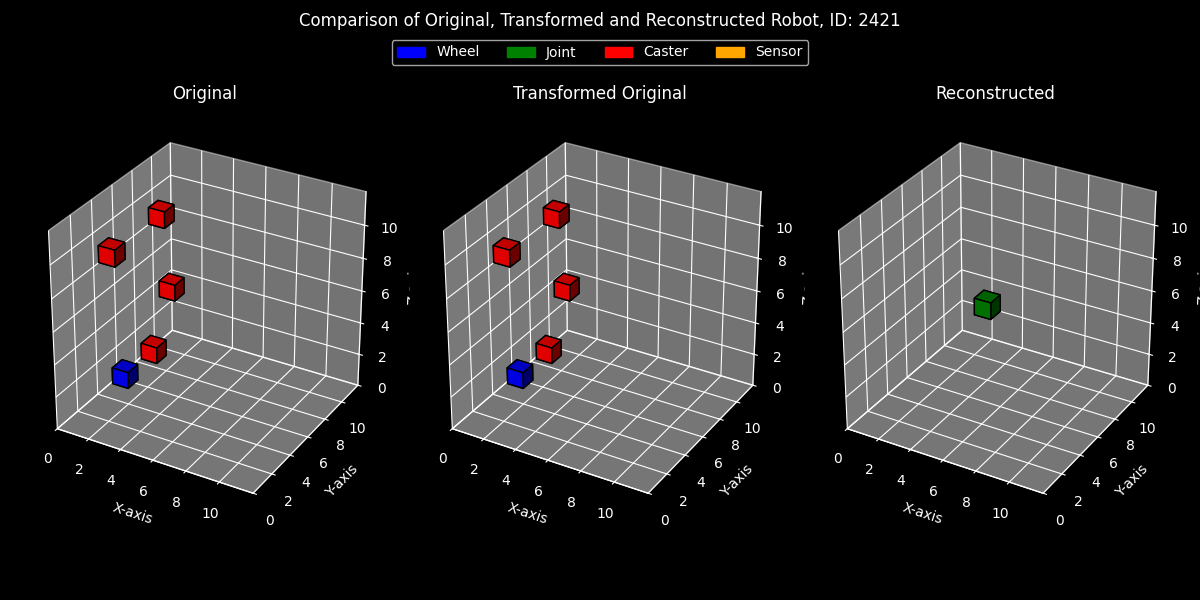 Comparison of Original, Transformed and Reconstructed Robot, ID: 2421
Wheel Joint Caster Sensor
Original Transformed Original Reconstructed
10 10 10
8 8 8
6 6 6
4 4 4
2 2 2
0 0 0
0 2 4 6 8 10 0 2 4 6 8 10 0 2 4 6 8 10
0 2 4 6 8 10 0 2 4 6 8 10 0 2 4 6 8 10
X-axis Y-axis X-axis Y-axis X-axis Y-axis